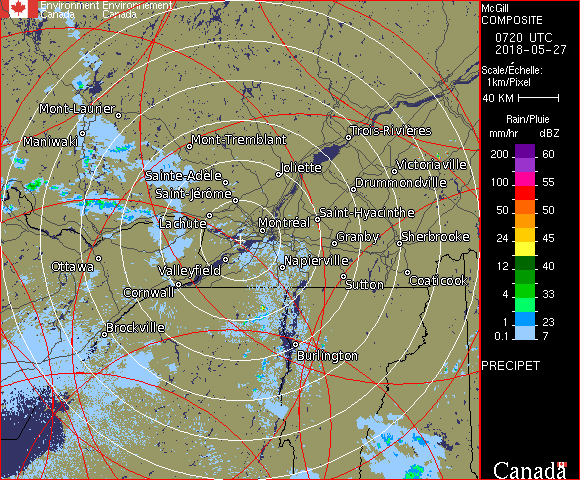 Environment Environnement
Canada Canada
McGill
COMPOSITE
0720 UTC
2018-05-27
Scale/Échelle:
1km/Pixel
40 KM
Rain/Pluie
mm/hr dBZ
200 60
155
100 55
50 50
24 45
12 40
4 33
1 23
0.1 7
PRECIPET
Canada
Mont-Laurier
Maniwaki
Mont-Tremblant
Trois-Rivières
Joliette
Victoriaville
Sainte-Adèle
Drummondville
Saint-Jérôme
Saint-Hyacinthe
Lachute
Montréal
Granby
Sherbrooke
Ottawa
Valleyfield
Napierville
Sutton
Coaticook
Cornwall
Brockville
Burlington